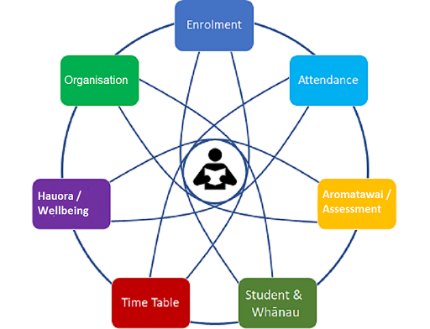 Enrolment
Organisation
Attendance
Hauora /
Wellbeing
Aromatawai /
Assessment
Time Table
Student &
Whānau